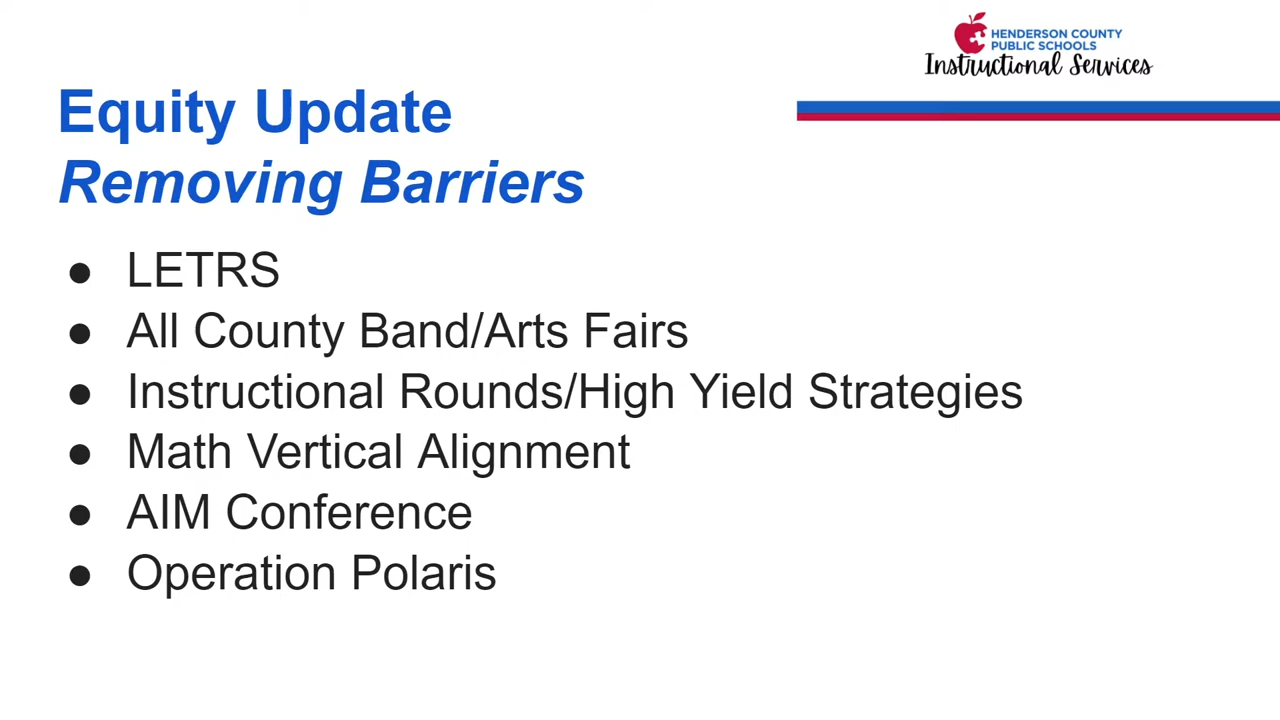 HENDERSON COUNTY
PUBLIC SCHOOLS
Instructional Services
Equity Update
Removing Barriers
● LETRS
● All County Band/Arts Fairs
● Instructional Rounds/High Yield Strategies
● Math Vertical Alignment
● AIM Conference
● Operation Polaris